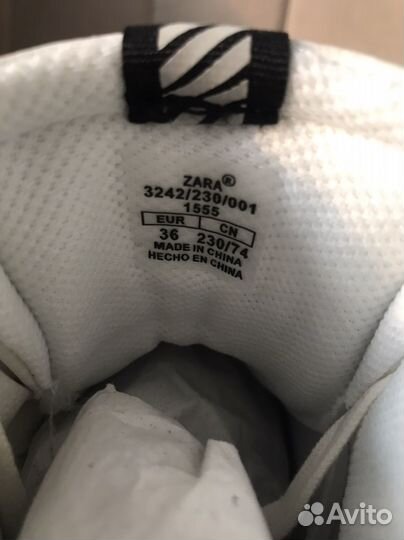 ZARA®
3242/230/001
1555
EUR CN
36 230/74
MADE IN CHINA
HECHO EN CHINA
Avito